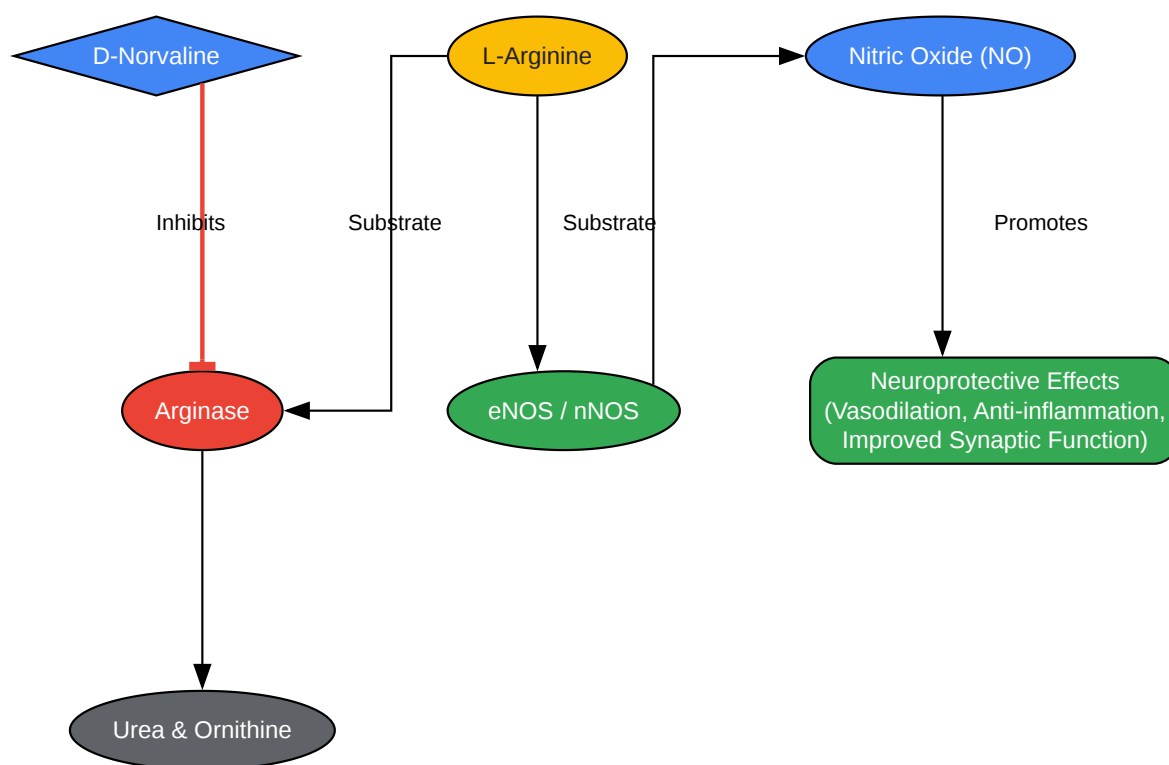 D-Norvaline
L-Arginine
Nitric Oxide (NO)
Inhibits
Substrate
Substrate
Promotes
Arginase
eNOS / nNOS
Neuroprotective Effects
(Vasodilation, Anti-inflammation,
Improved Synaptic Function)
Urea & Ornithine